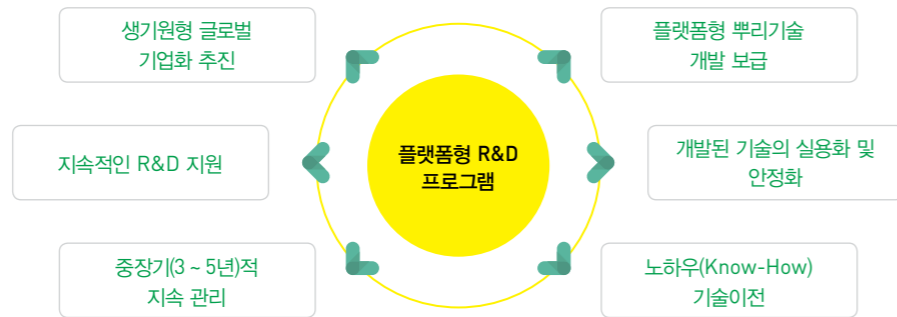 생기원형 글로벌
기업화 추진
플랫폼형 뿌리기술
개발 보급
지속적인 R&D 지원
플랫폼형 R&D
프로그램
개발된 기술의 실용화 및
안정화
중장기(3 ~ 5년)적
지속 관리
노하우(Know-How)
기술이전